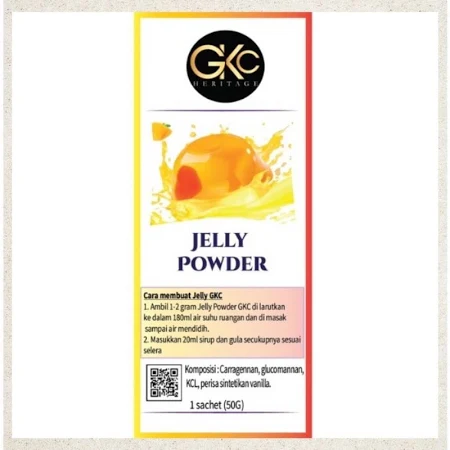 GKC
HERITAGE
JELLY
POWDER
Cara membuat Jelly GKC
1. Ambil 1-2 gram Jelly Powder GKC di larutkan
ke dalam 180ml air suhu ruangan dan di masak
sampai air mendidih.
2. Masukkan 20ml sirup dan gula secukupnya sesuai
selera
Komposisi : Carragennan, glucomannan,
KCL, perisa sintetikan vanilla.
1 sachet (50G)